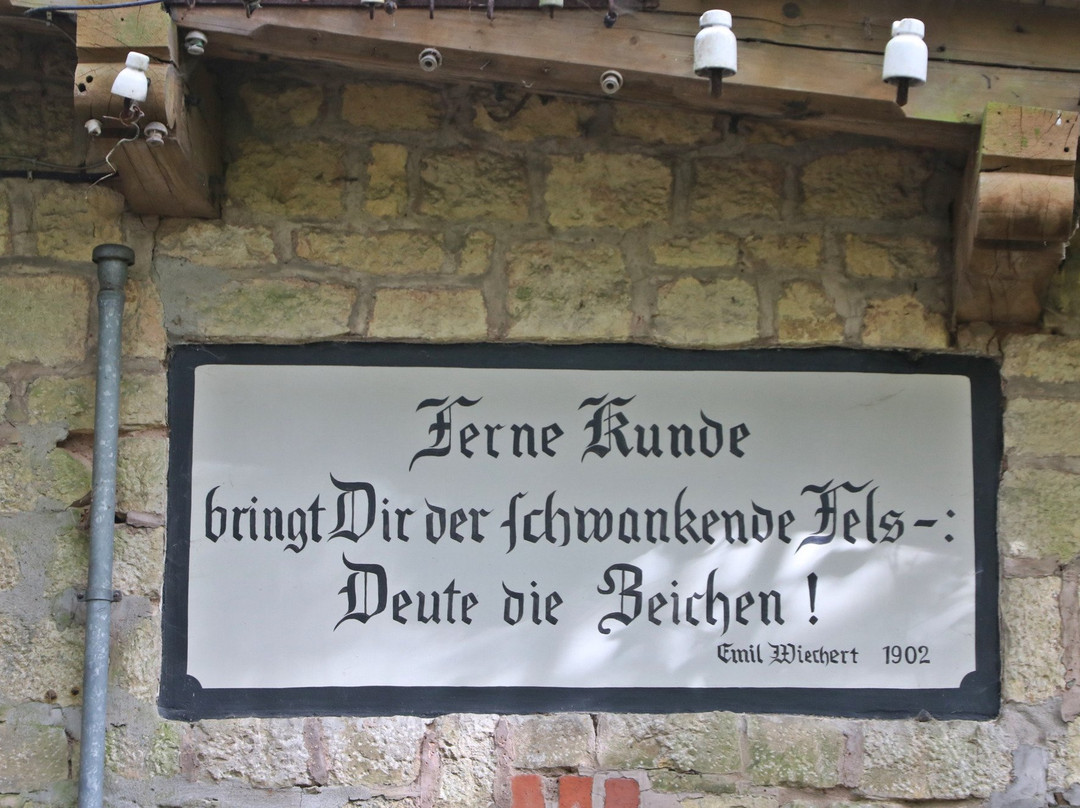 Ferne Kunde
bringt Dir der schwankende Fels-:
Deute die Zeichen!
Emil Wiechert 1902